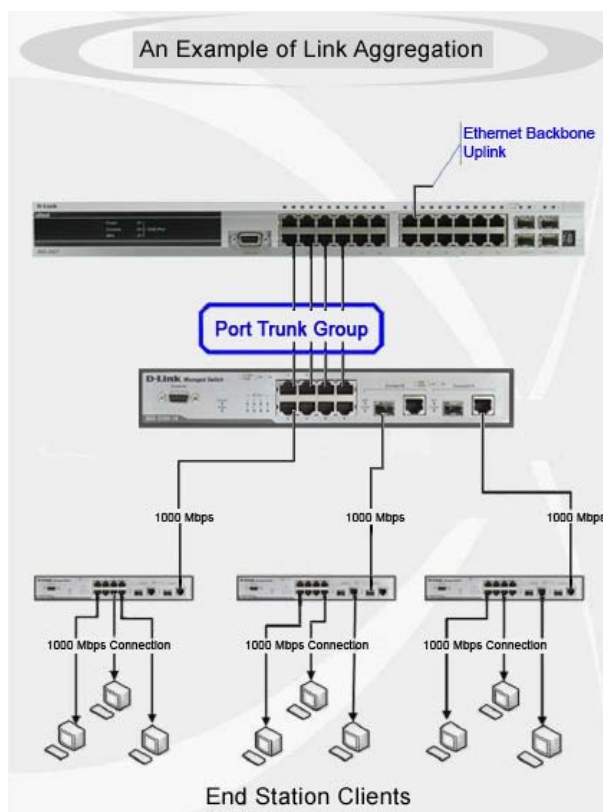 An Example of Link Aggregation
Ethernet Backbone
Uplink
D-Link
Port Trunk Group
D-Link Managed Switch
1000 Mbps
1000 Mbps
1000 Mbps
1000 Mbps Connection
1000 Mbps Connection
1000 Mbps Connection
End Station Clients